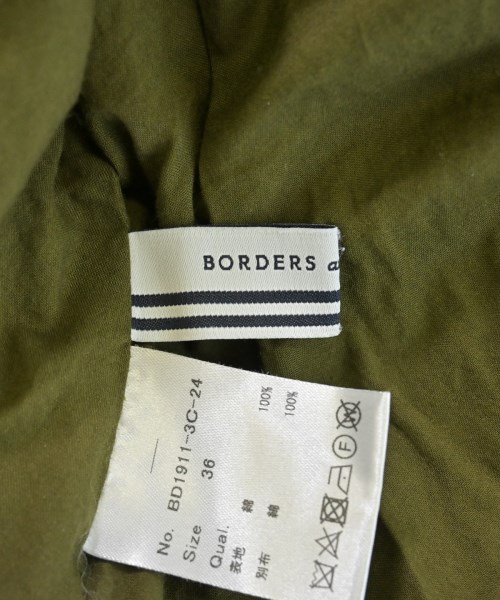 BORDERS a
No. BD1911-3C-24
Size 36
Qual.
表地 綿 100%
別布 綿 100%